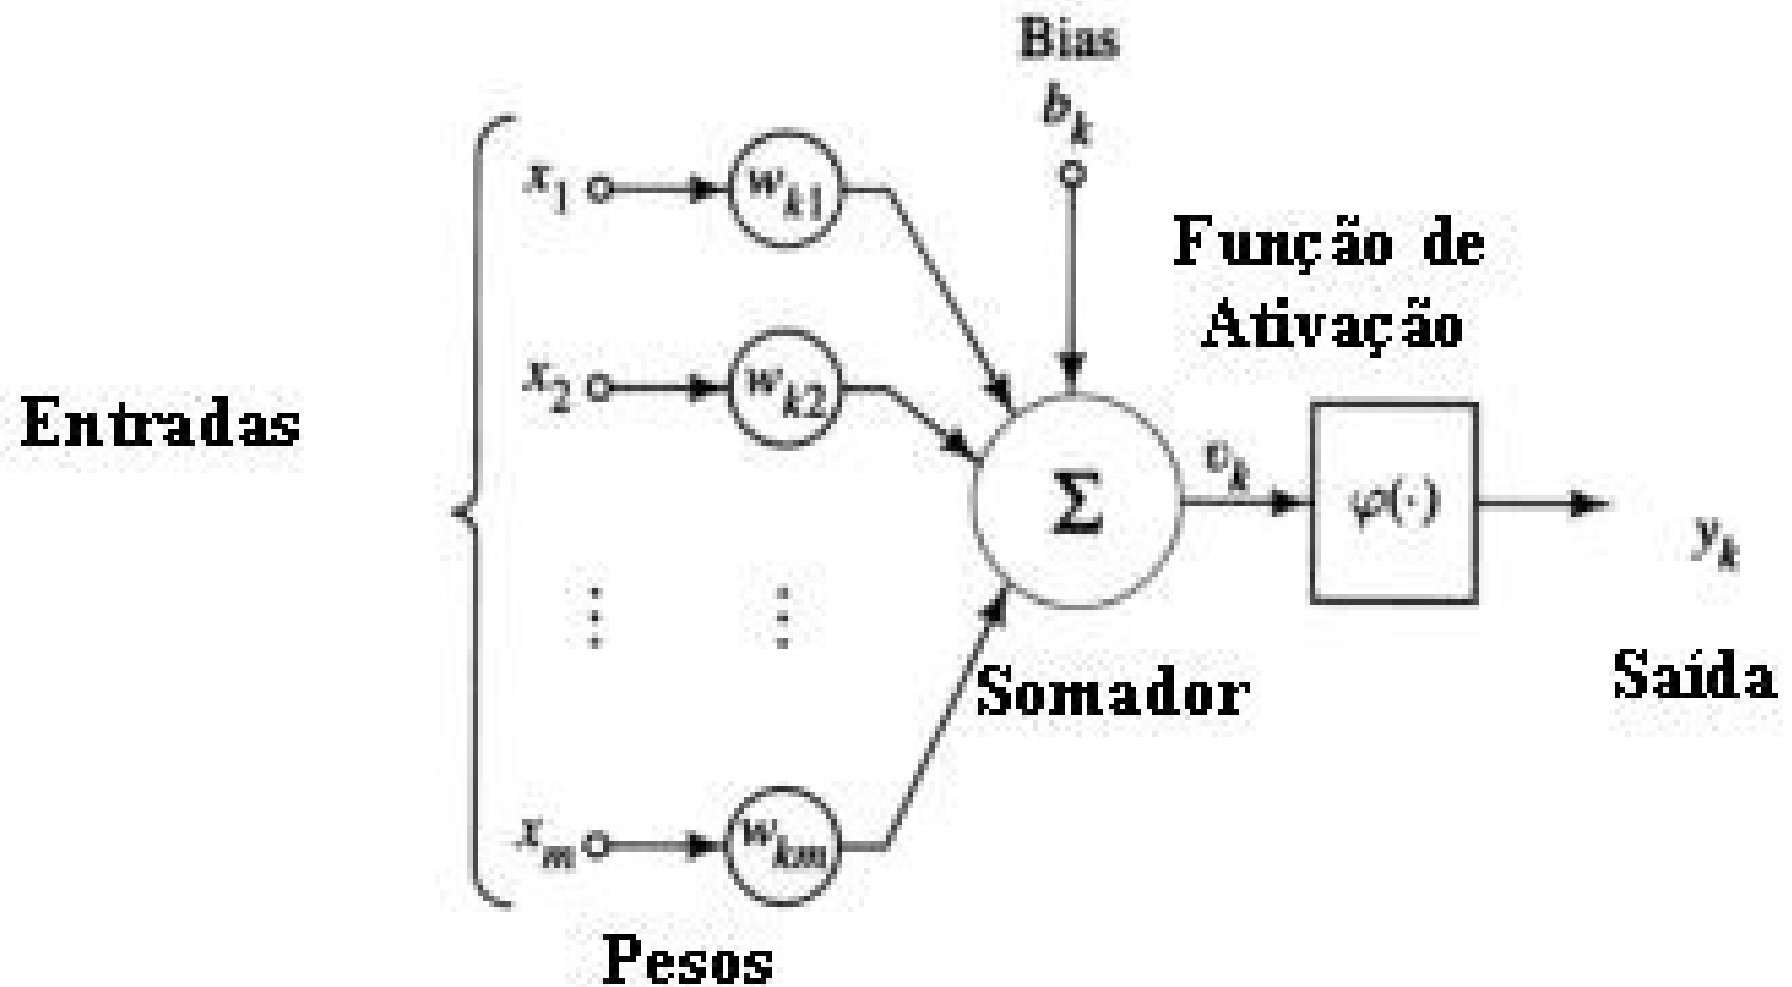 Bias
b_k
x_1 w_k1
Função de
Ativação
x_2 w_k2
Entradas
Σ
v_k
φ(·)
y_k
Somador
Saída
x_m w_km
Pesos